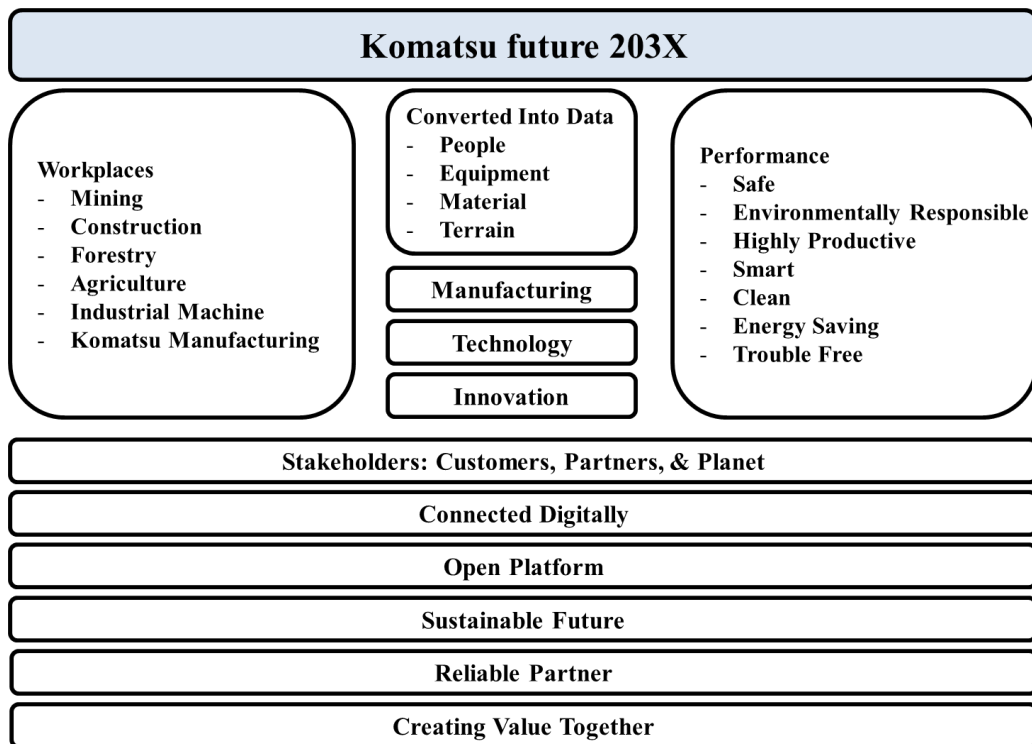 Komatsu future 203X
Workplaces
- Mining
- Construction
- Forestry
- Agriculture
- Industrial Machine
- Komatsu Manufacturing
Converted Into Data
- People
- Equipment
- Material
- Terrain
Manufacturing
Technology
Innovation
Performance
- Safe
- Environmentally Responsible
- Highly Productive
- Smart
- Clean
- Energy Saving
- Trouble Free
Stakeholders: Customers, Partners, & Planet
Connected Digitally
Open Platform
Sustainable Future
Reliable Partner
Creating Value Together